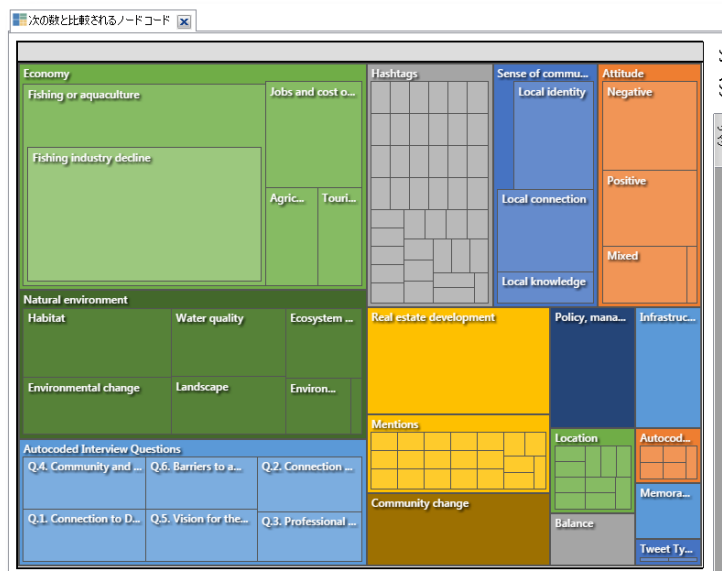 次の数と比較されるノードコード
Economy
Fishing or aquaculture
Jobs and cost o...
Fishing industry decline
Agric...
Touri...
Natural environment
Habitat
Water quality
Ecosystem ...
Environmental change
Landscape
Environ...
Autocoded Interview Questions
Q.4. Community and ...
Q.6. Barriers to a...
Q.2. Connection ...
Q.1. Connection to D...
Q.5. Vision for the...
Q.3. Professional ...
Hashtags
Sense of commu...
Local identity
Local connection
Local knowledge
Attitude
Negative
Positive
Mixed
Real estate development
Policy, mana...
Infrastruc...
Mentions
Location
Autocod...
Community change
Memora...
Balance
Tweet Ty...